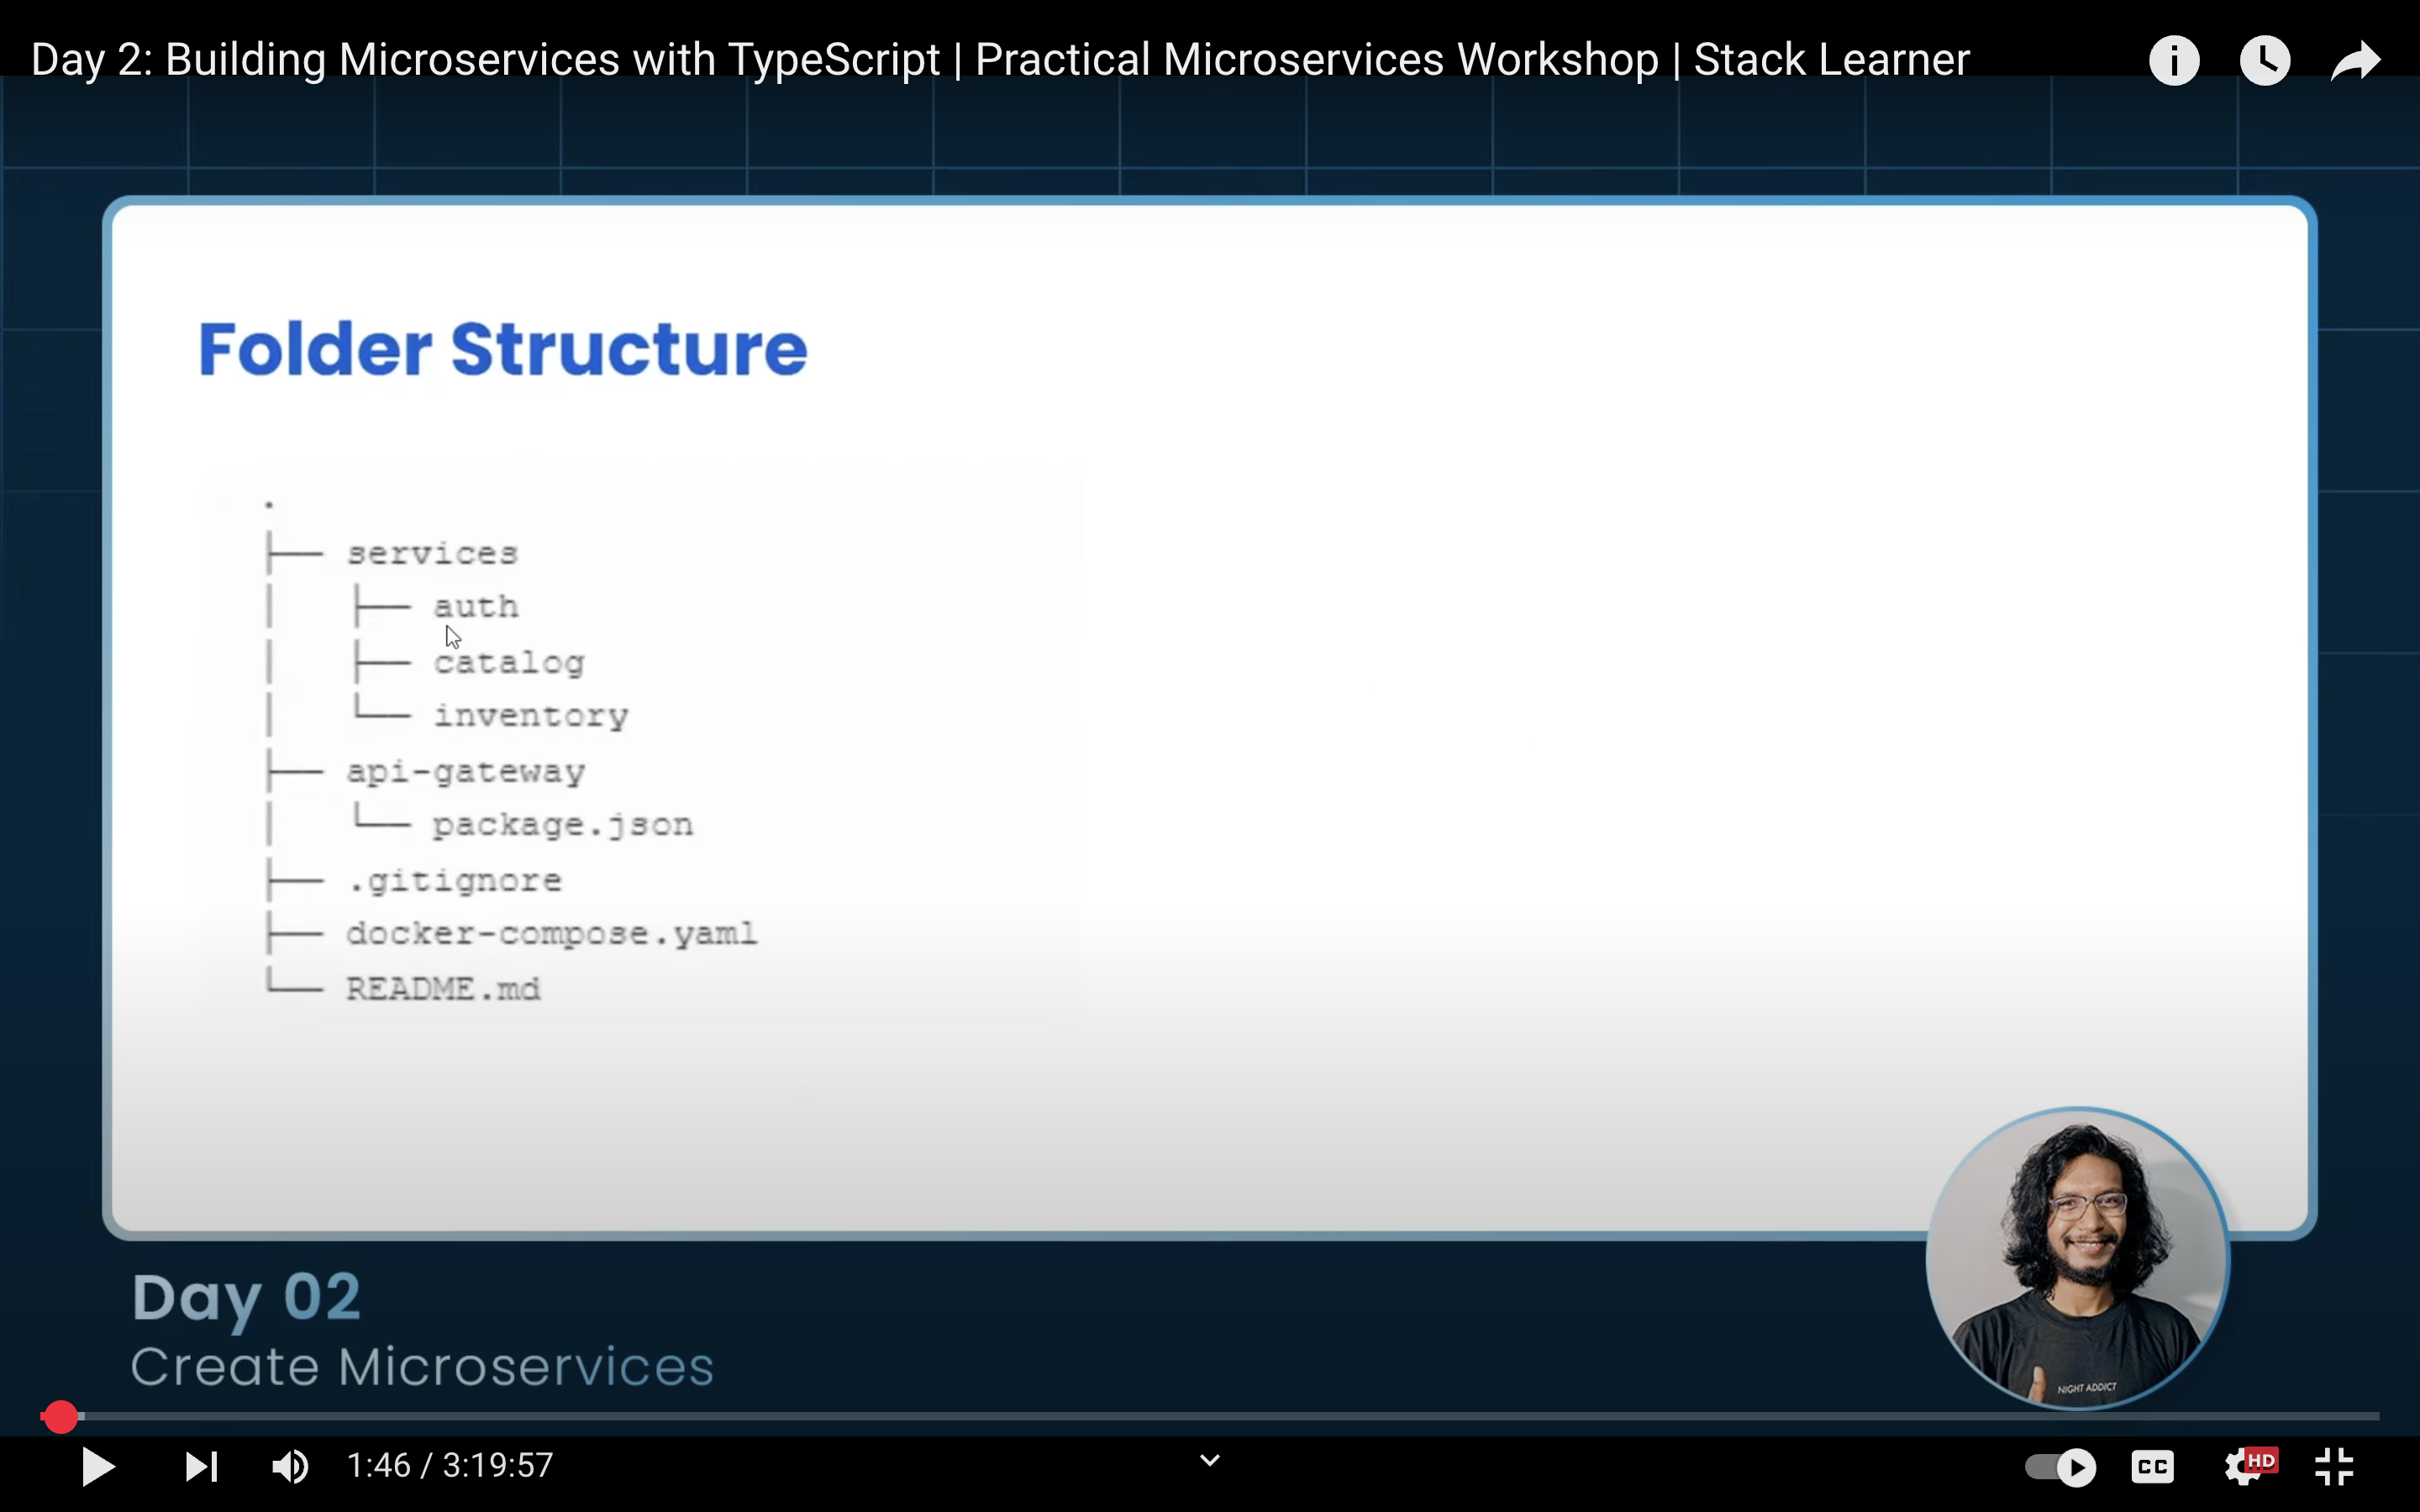 Day 2: Building Microservices with TypeScript | Practical Microservices Workshop | Stack Learner
Folder Structure
.
├── services
│   ├── auth
│   ├── catalog
│   └── inventory
├── api-gateway
│   └── package.json
├── .gitignore
├── docker-compose.yaml
└── README.md
NIGHT ADDICT
Day 02
Create Microservices
1:46 / 3:19:57
CC
HD